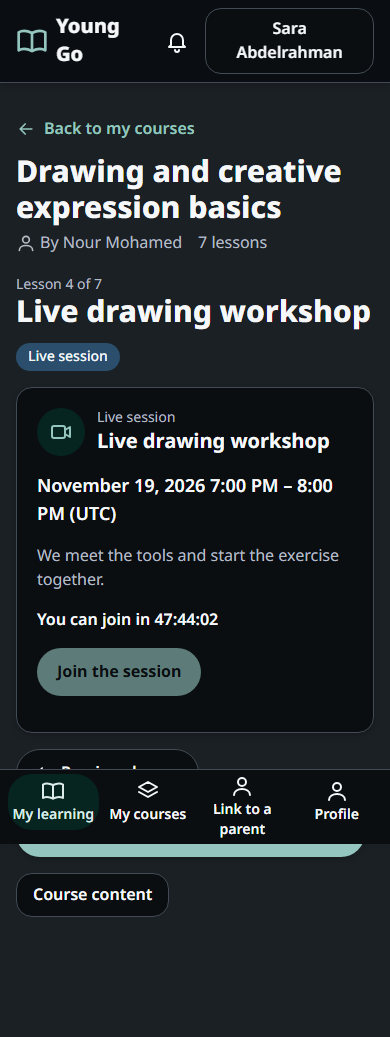 Young
Go
Sara
Abdelrahman
Back to my courses
Drawing and creative
expression basics
By Nour Mohamed 7 lessons
Lesson 4 of 7
Live drawing workshop
Live session
Live session
Live drawing workshop
November 19, 2026 7:00 PM – 8:00
PM (UTC)
We meet the tools and start the exercise
together.
You can join in 47:44:02
Join the session
My learning
My courses
Link to a
parent
Profile
Course content